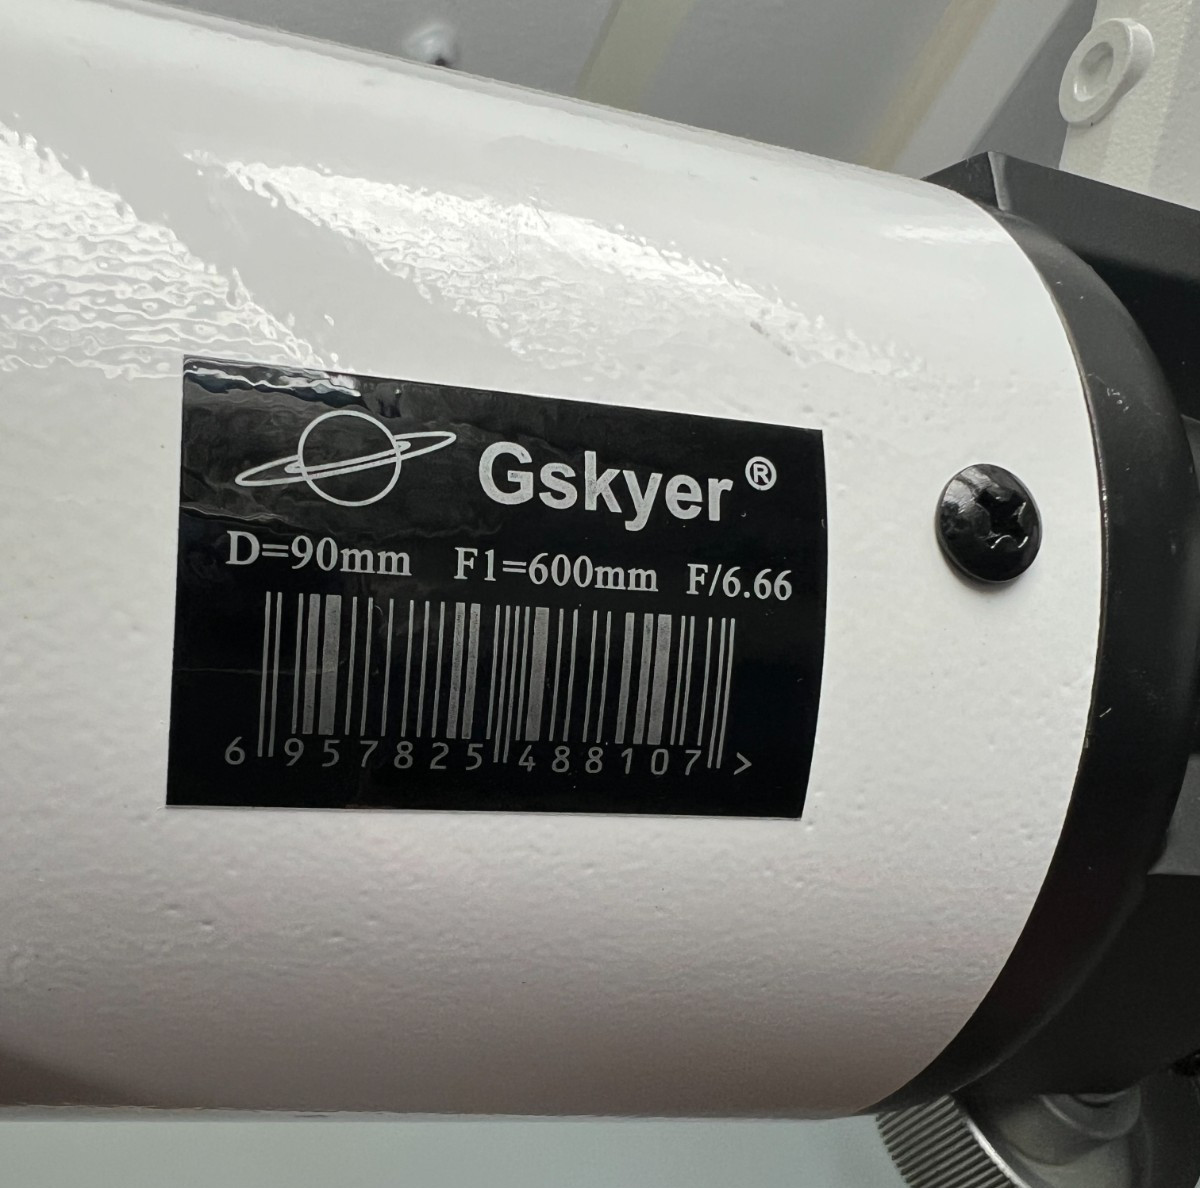 Gskyer®
D=90mm F1=600mm F/6.66
6 957825 488107 >